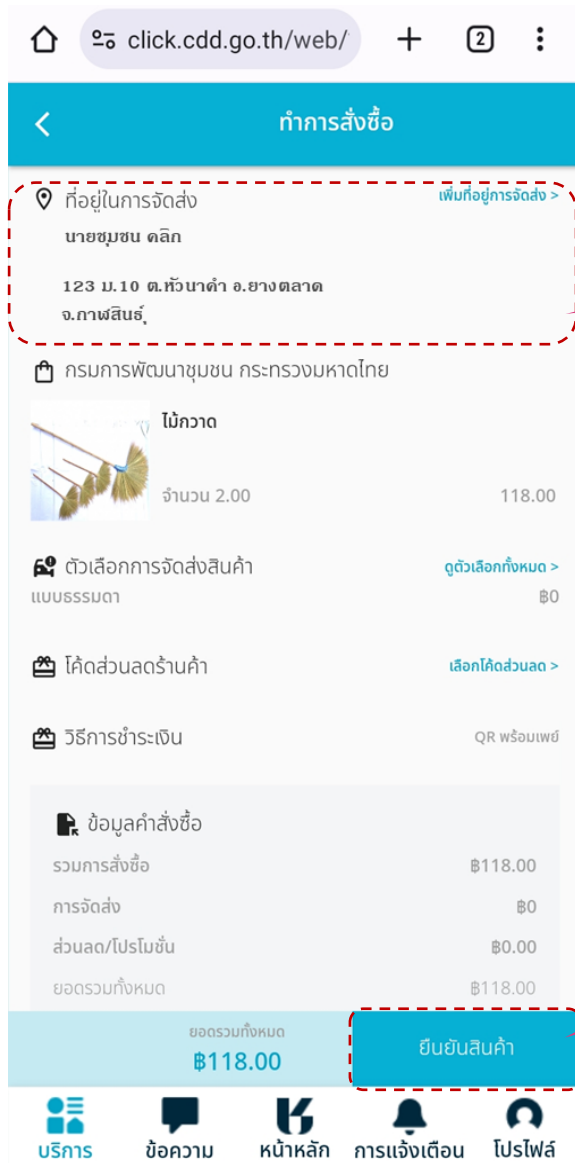 click.cdd.go.th/web/
2
ทำการสั่งซื้อ
ที่อยู่ในการจัดส่ง เพิ่มที่อยู่การจัดส่ง >
นายชุมชน คลิก
123 ม.10 ต.หัวนาคำ อ.ยางตลาด
จ.กาฬสินธุ์
กรมการพัฒนาชุมชน กระทรวงมหาดไทย
ไม้กวาด
จำนวน 2.00 118.00
ตัวเลือกการจัดส่งสินค้า ดูตัวเลือกทั้งหมด >
แบบธรรมดา ฿0
โค้ดส่วนลดร้านค้า เลือกโค้ดส่วนลด >
วิธีการชำระเงิน QR พร้อมเพย์
ข้อมูลคำสั่งซื้อ
รวมการสั่งซื้อ ฿118.00
การจัดส่ง ฿0
ส่วนลด/โปรโมชั่น ฿0.00
ยอดรวมทั้งหมด ฿118.00
ยอดรวมทั้งหมด
฿118.00 ยืนยันสินค้า
บริการ ข้อความ หน้าหลัก การแจ้งเตือน โปรไฟล์